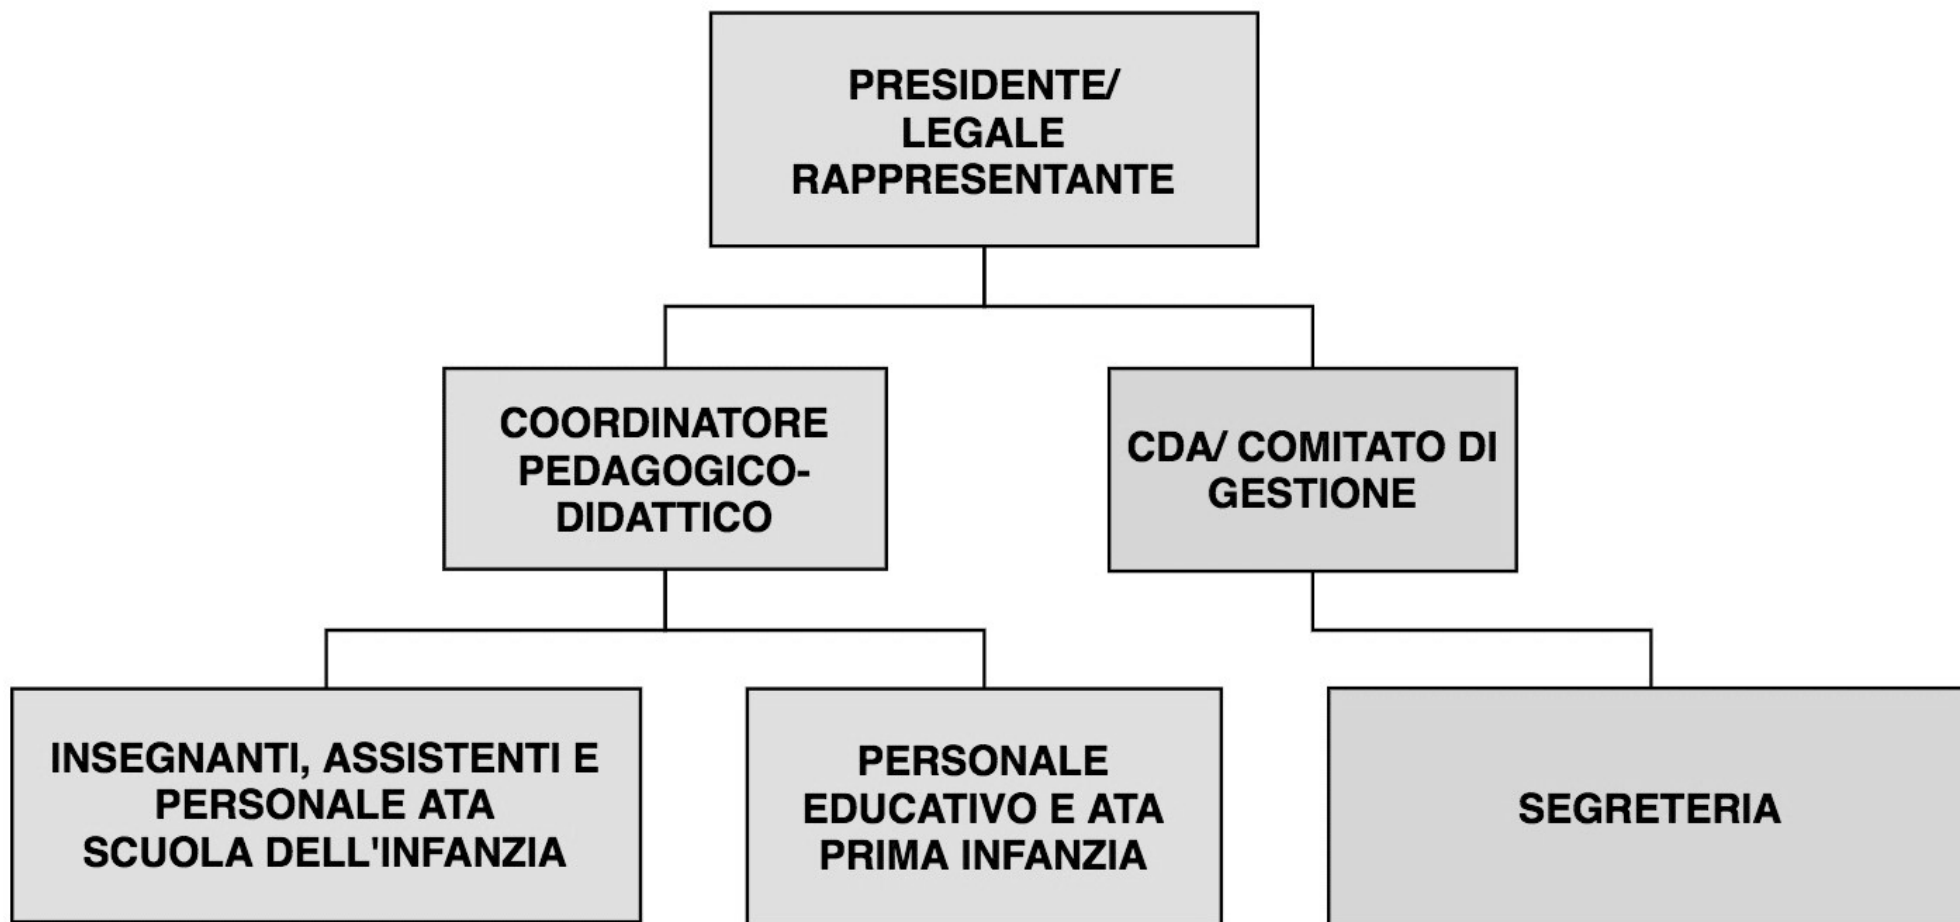 PRESIDENTE/
LEGALE
RAPPRESENTANTE
COORDINATORE
PEDAGOGICO-
DIDATTICO
CDA/ COMITATO DI
GESTIONE
INSEGNANTI, ASSISTENTI E
PERSONALE ATA
SCUOLA DELL'INFANZIA
PERSONALE
EDUCATIVO E ATA
PRIMA INFANZIA
SEGRETERIA